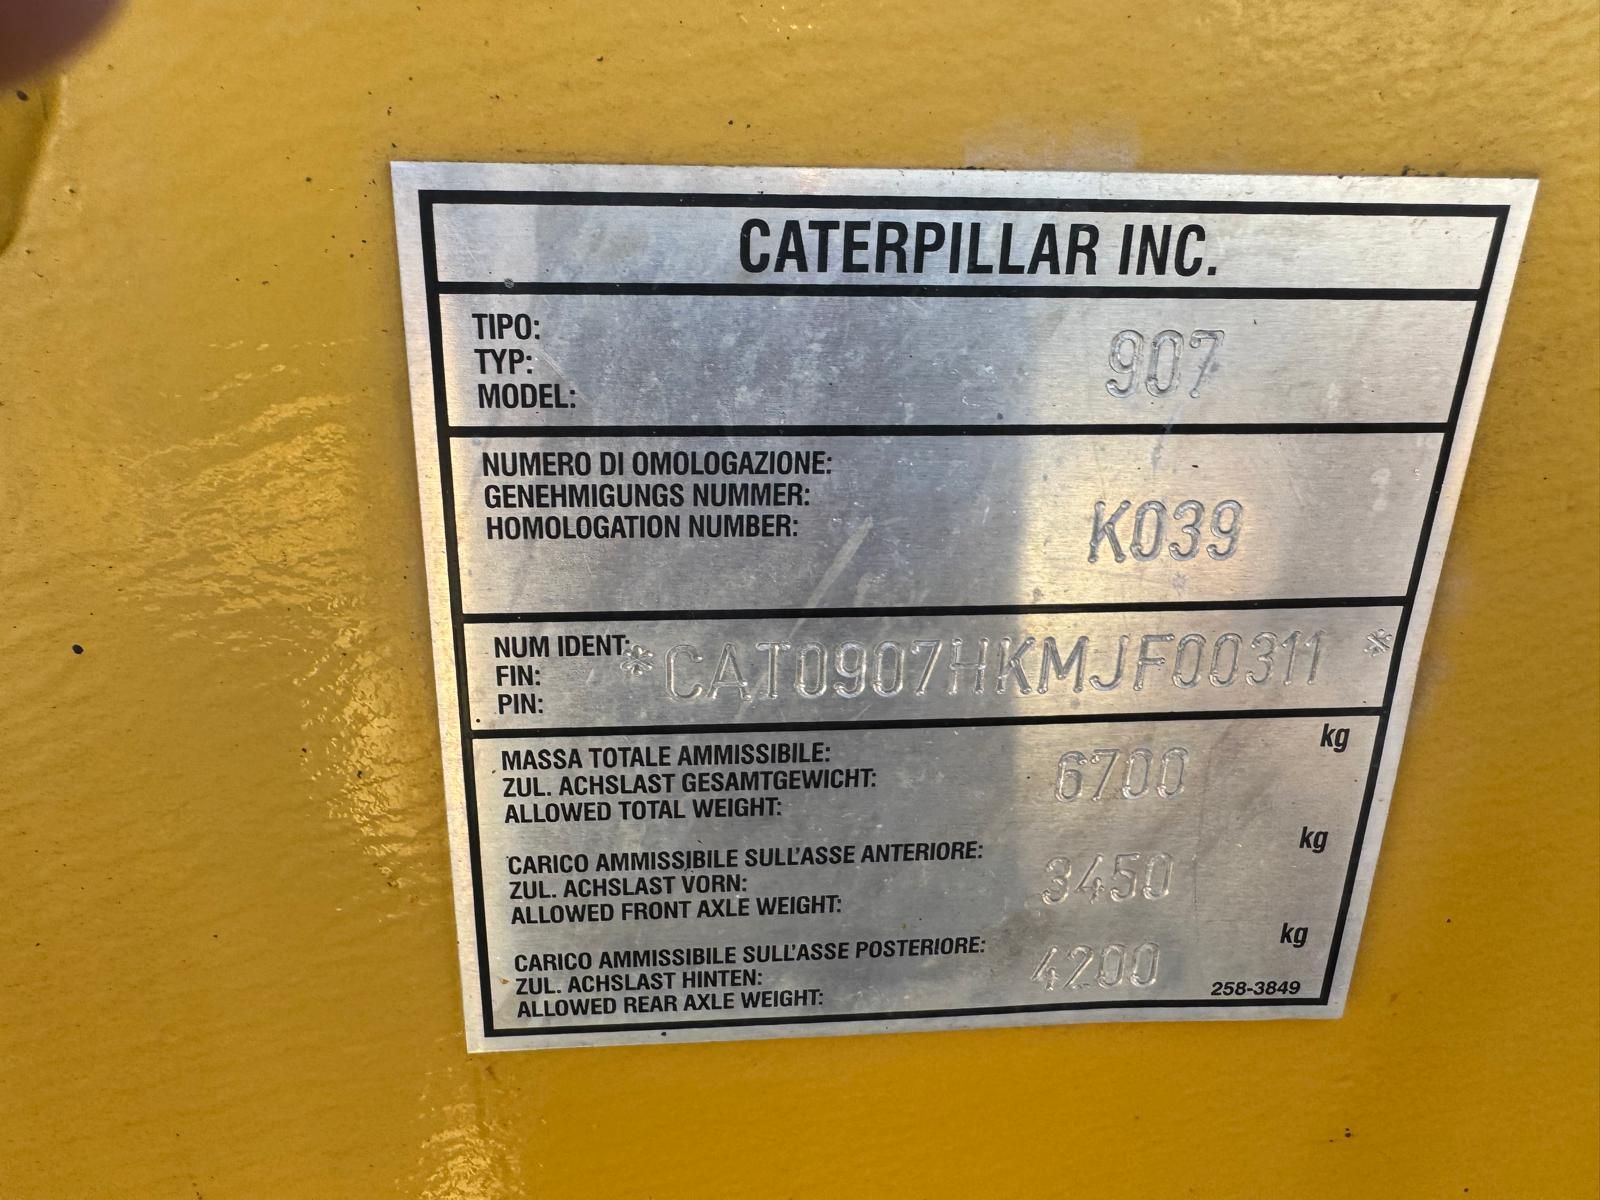 CATERPILLAR INC.
TIPO:
TYP:
MODEL:
907
NUMERO DI OMOLOGAZIONE:
GENEHMIGUNGS NUMMER:
HOMOLOGATION NUMBER:
K039
NUM IDENT:
FIN:
PIN:
*CAT0907HKMJF00311*
MASSA TOTALE AMMISSIBILE:
ZUL. ACHSLAST GESAMTGEWICHT:
ALLOWED TOTAL WEIGHT:
6700 kg
CARICO AMMISSIBILE SULL'ASSE ANTERIORE:
ZUL. ACHSLAST VORN:
ALLOWED FRONT AXLE WEIGHT:
3450 kg
CARICO AMMISSIBILE SULL'ASSE POSTERIORE:
ZUL. ACHSLAST HINTEN:
ALLOWED REAR AXLE WEIGHT:
4200 kg
258-3849